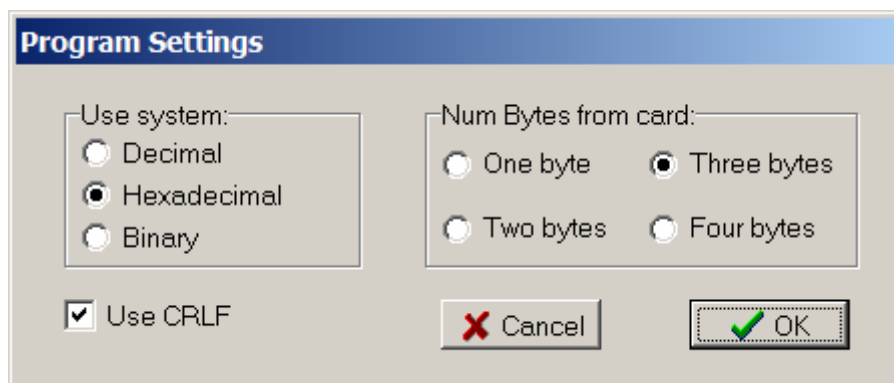 Program Settings
Use system:
Decimal
Hexadecimal
Binary
Num Bytes from card:
One byte
Three bytes
Two bytes
Four bytes
Use CRLF
Cancel
OK